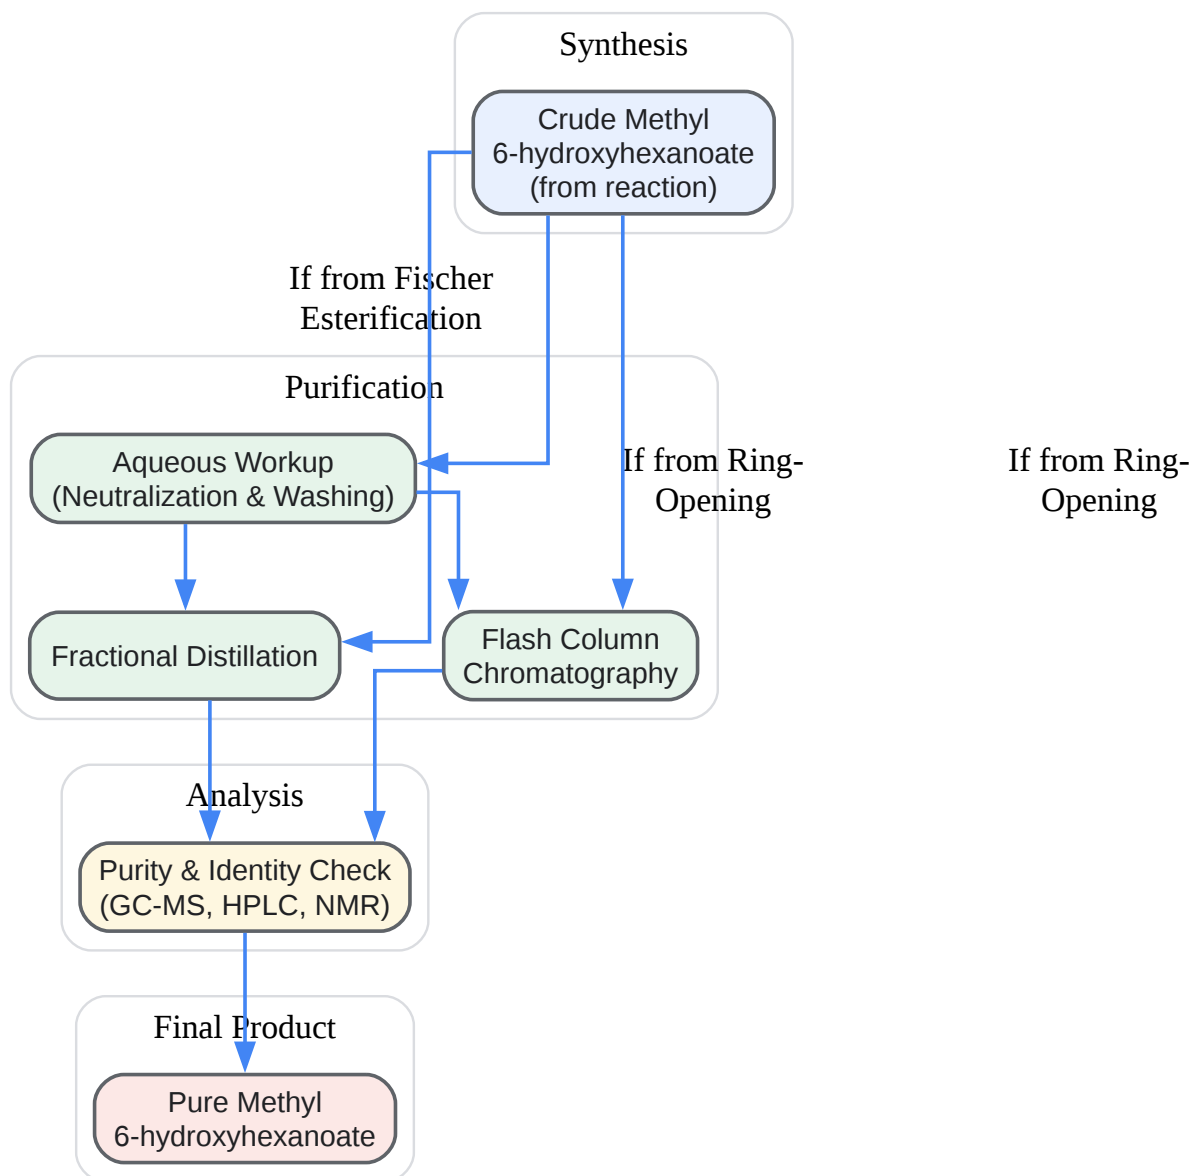 Synthesis
Crude Methyl
6-hydroxyhexanoate
(from reaction)
If from Fischer
Esterification
Purification
Aqueous Workup
(Neutralization & Washing)
If from Ring-
Opening
If from Ring-
Opening
Fractional Distillation
Flash Column
Chromatography
Analysis
Purity & Identity Check
(GC-MS, HPLC, NMR)
Final Product
Pure Methyl
6-hydroxyhexanoate